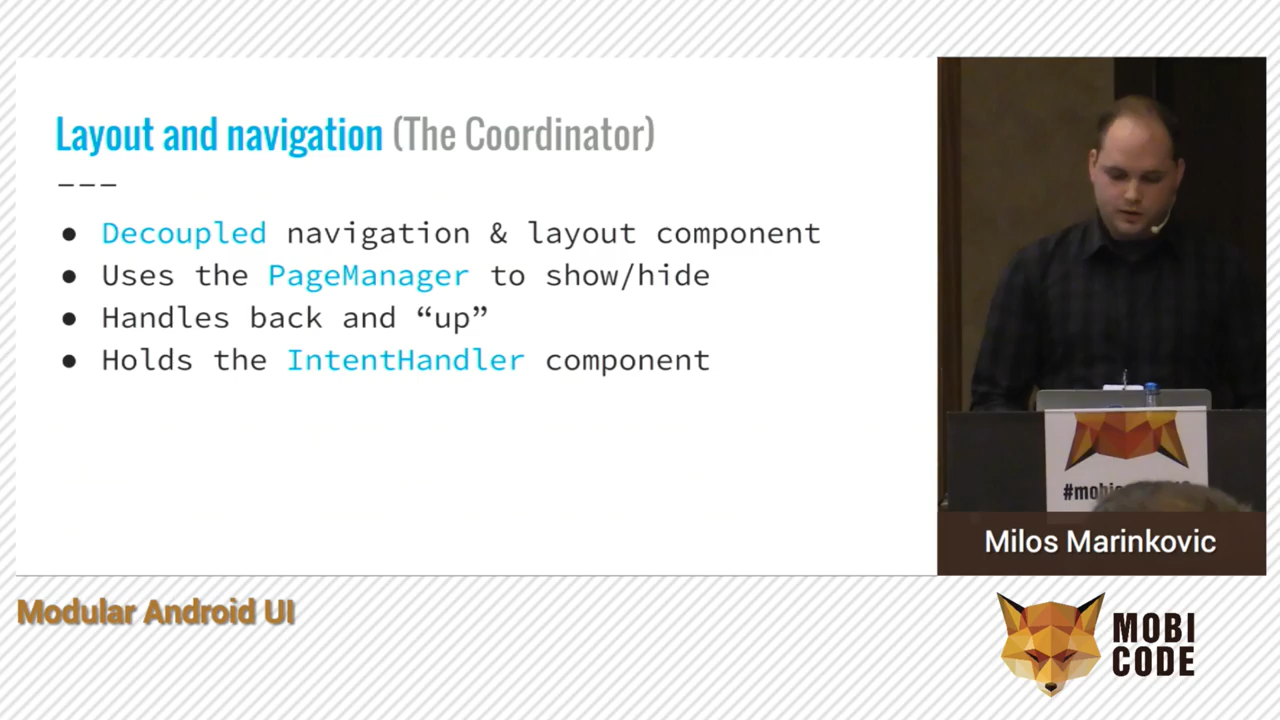 Layout and navigation (The Coordinator)
---
● Decoupled navigation & layout component
● Uses the PageManager to show/hide
● Handles back and “up”
● Holds the IntentHandler component
Milos Marinkovic
Modular Android UI
MOBI
CODE